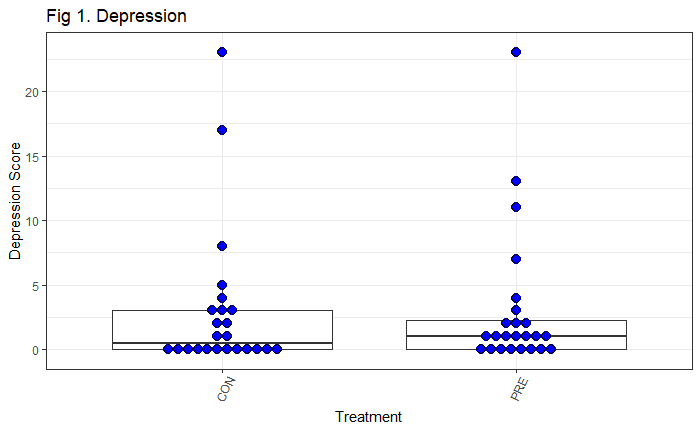 Fig 1. Depression
Depression Score
20
15
10
5
0
CON
PRE
Treatment